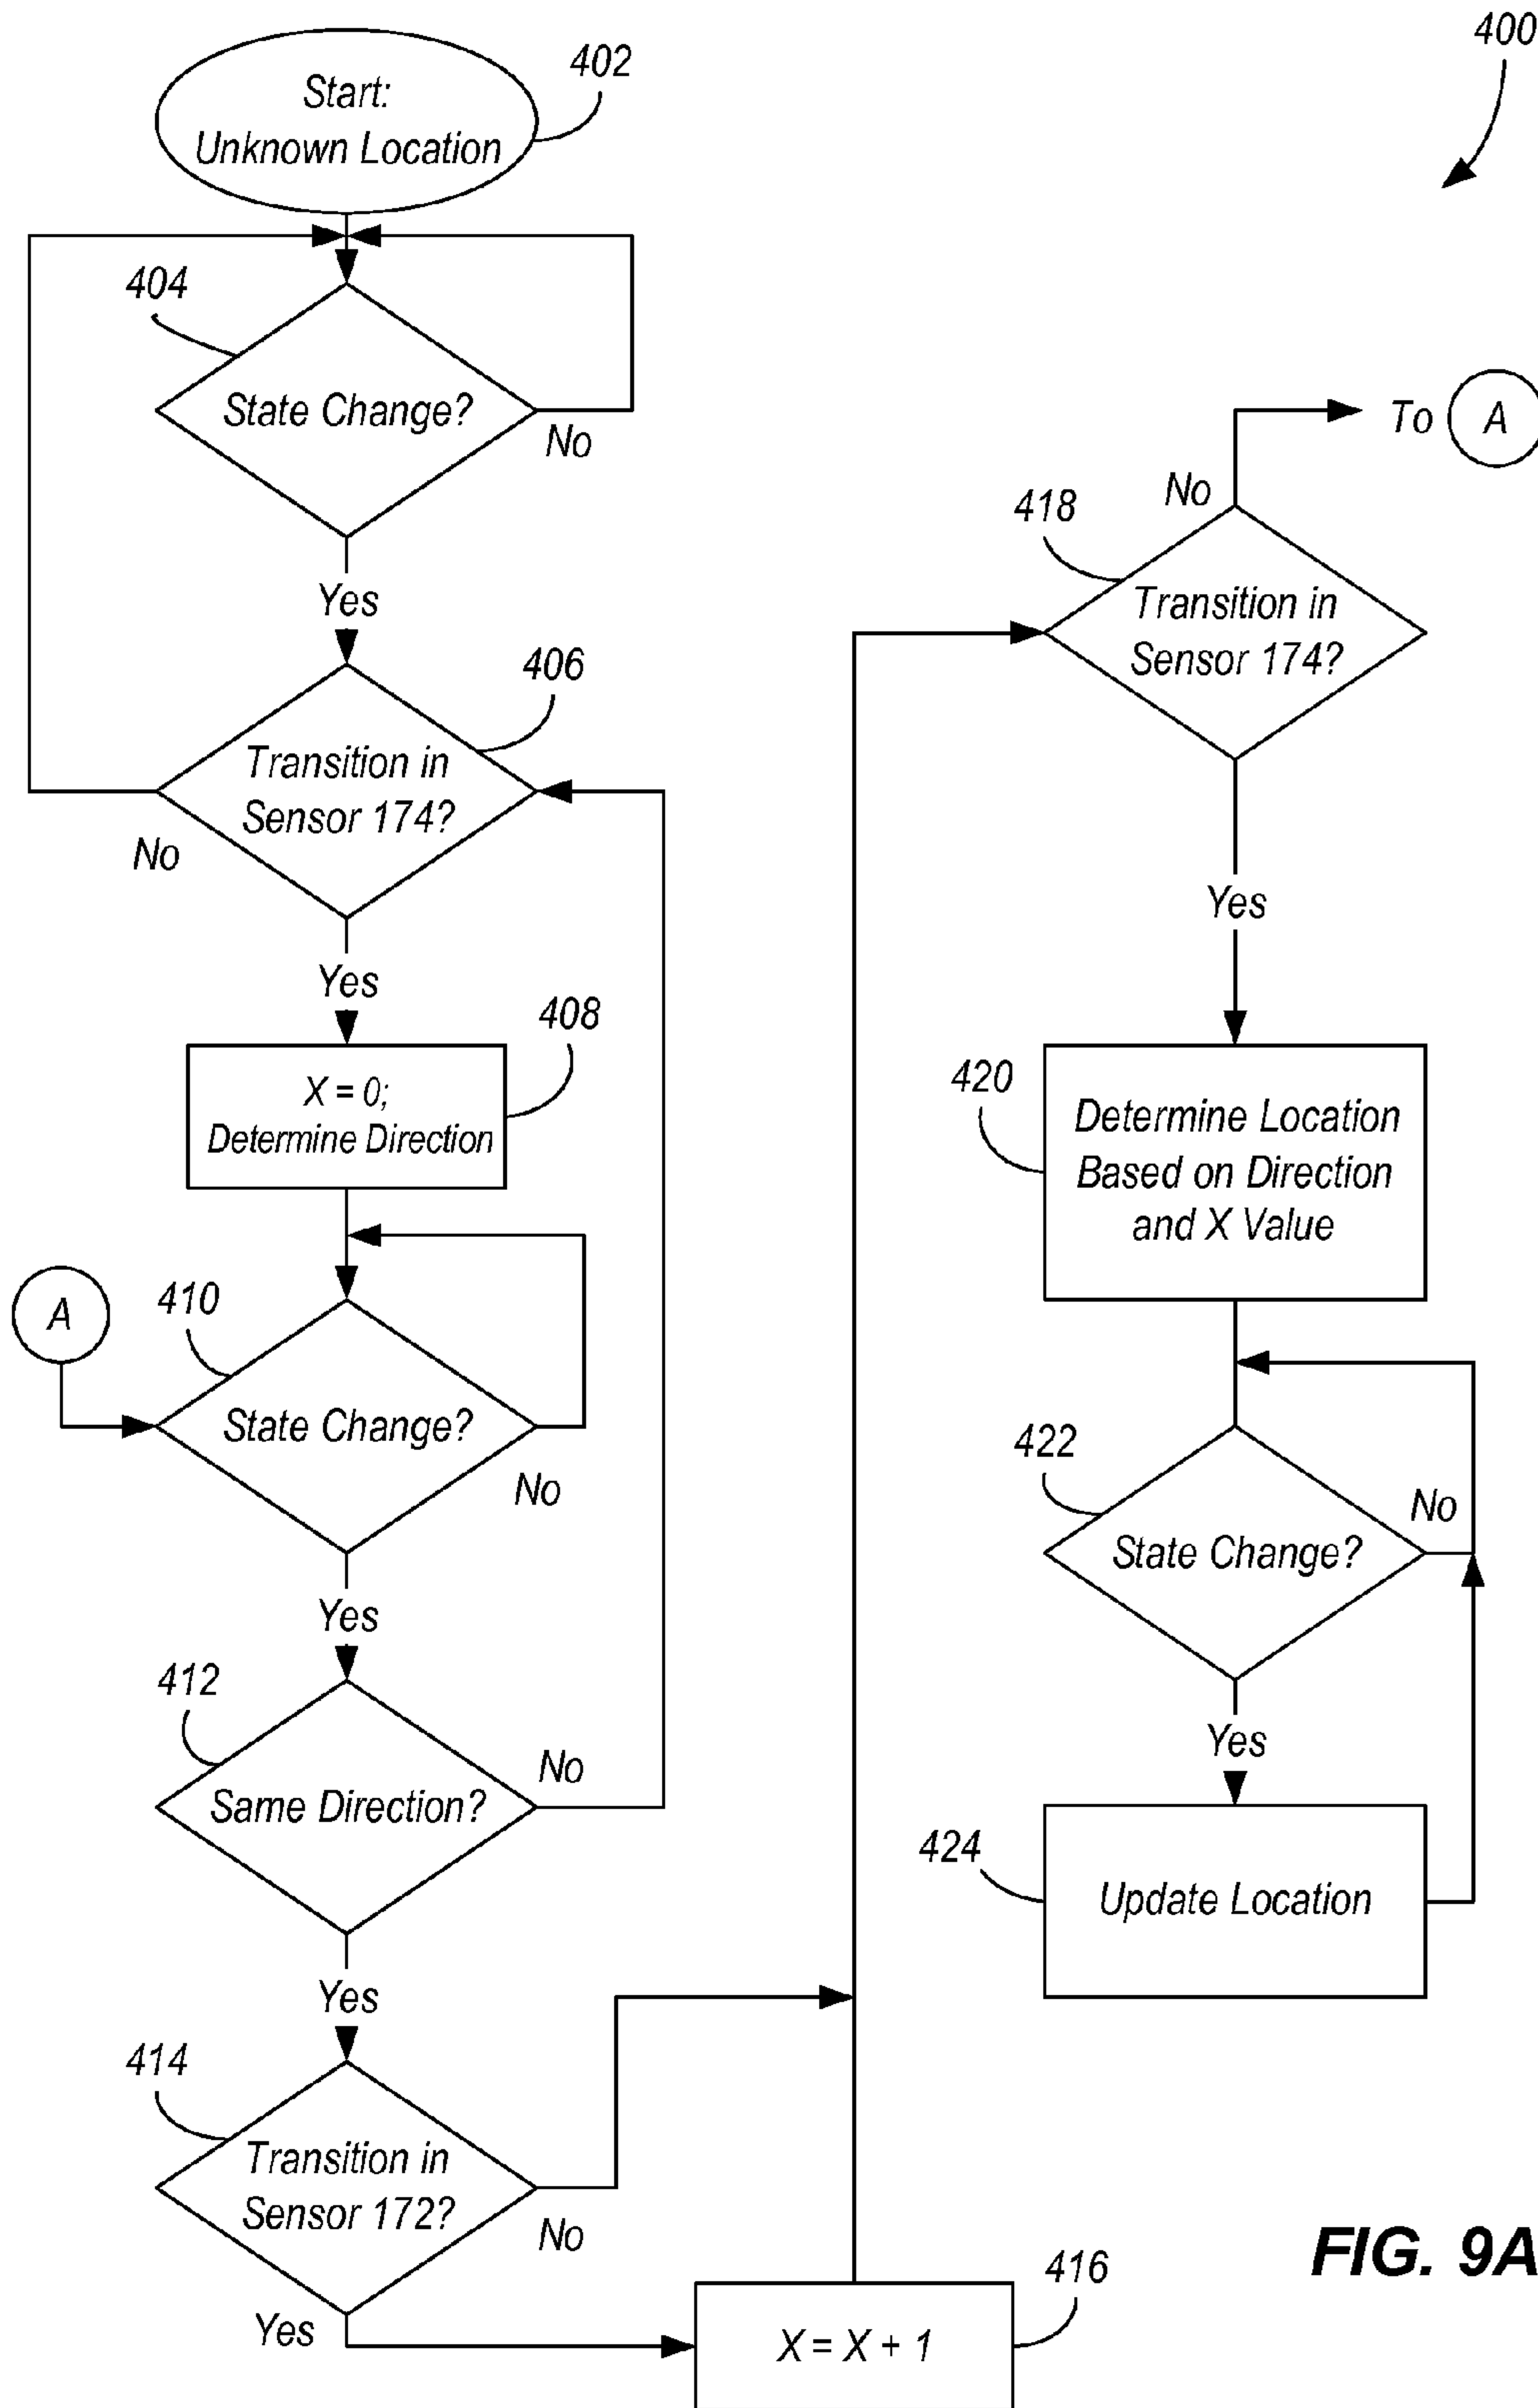 400
402
Start:
Unknown Location
404
State Change?
No
Yes
406
Transition in
Sensor 174?
No
Yes
408
X = 0;
Determine Direction
A
410
State Change?
No
Yes
412
Same Direction?
No
Yes
414
Transition in
Sensor 172?
No
Yes
416
X = X + 1
To A
No
418
Transition in
Sensor 174?
Yes
420
Determine Location
Based on Direction
and X Value
422
State Change?
No
Yes
424
Update Location
FIG. 9A